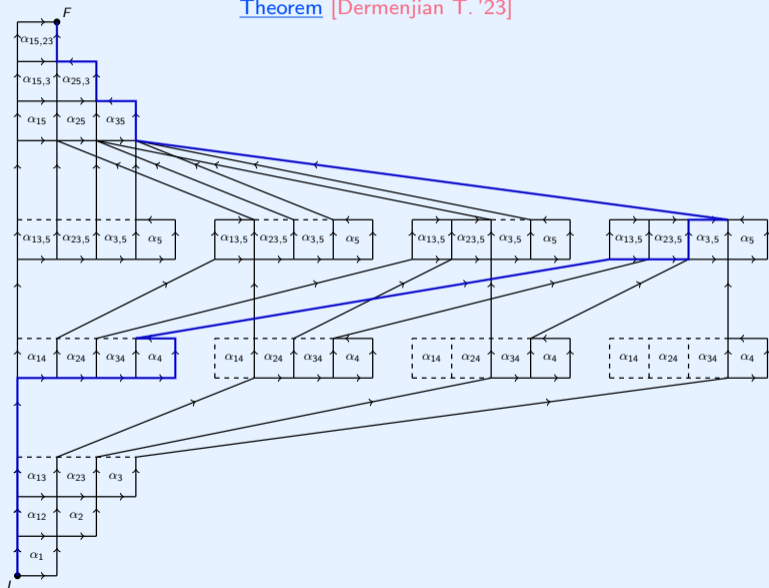 Theorem [Dermenjian T. '23]
F
α15,23
α15,3 α25,3
α15 α25 α35
α13,5 α23,5 α3,5 α5 α13,5 α23,5 α3,5 α5 α13,5 α23,5 α3,5 α5 α13,5 α23,5 α3,5 α5
α14 α24 α34 α4 α14 α24 α34 α4 α14 α24 α34 α4 α14 α24 α34 α4
α13 α23 α3
α12 α2
α1